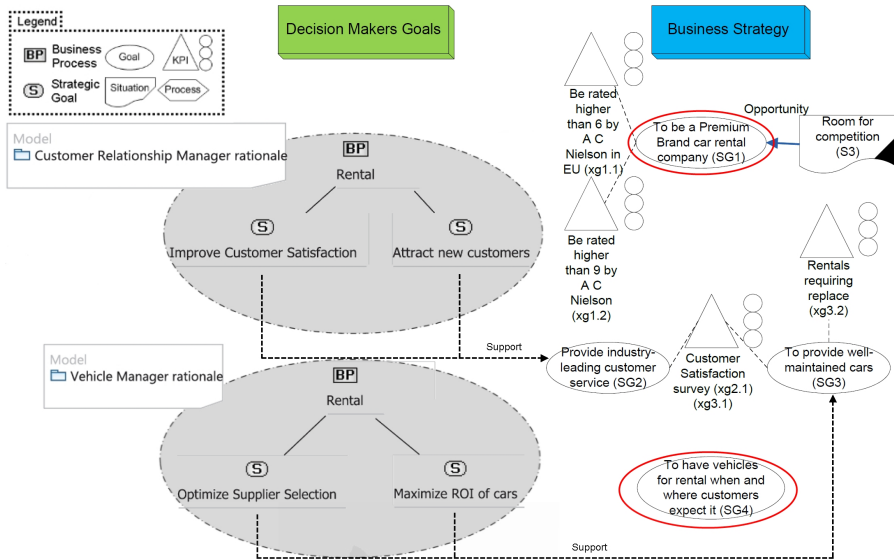 Legend
BP
Business
Process
Goal
KPI
S
Strategic
Goal
Situation
Process
Decision Makers Goals
Business Strategy
Model
Customer Relationship Manager rationale
BP
Rental
S
Improve Customer Satisfaction
S
Attract new customers
Be rated
higher
than 6 by
A C
Nielson in
EU (xg1.1)
To be a Premium
Brand car rental
company (SG1)
Opportunity
Room for
competition
(S3)
Be rated
higher
than 9 by
A C
Nielson
(xg1.2)
Rentals
requiring
replace
(xg3.2)
Support
Provide industry-
leading customer
service (SG2)
Customer
Satisfaction
survey (xg2.1)
(xg3.1)
To provide well-
maintained cars
(SG3)
Model
Vehicle Manager rationale
BP
Rental
S
Optimize Supplier Selection
S
Maximize ROI of cars
To have vehicles
for rental when and
where customers
expect it (SG4)
Support